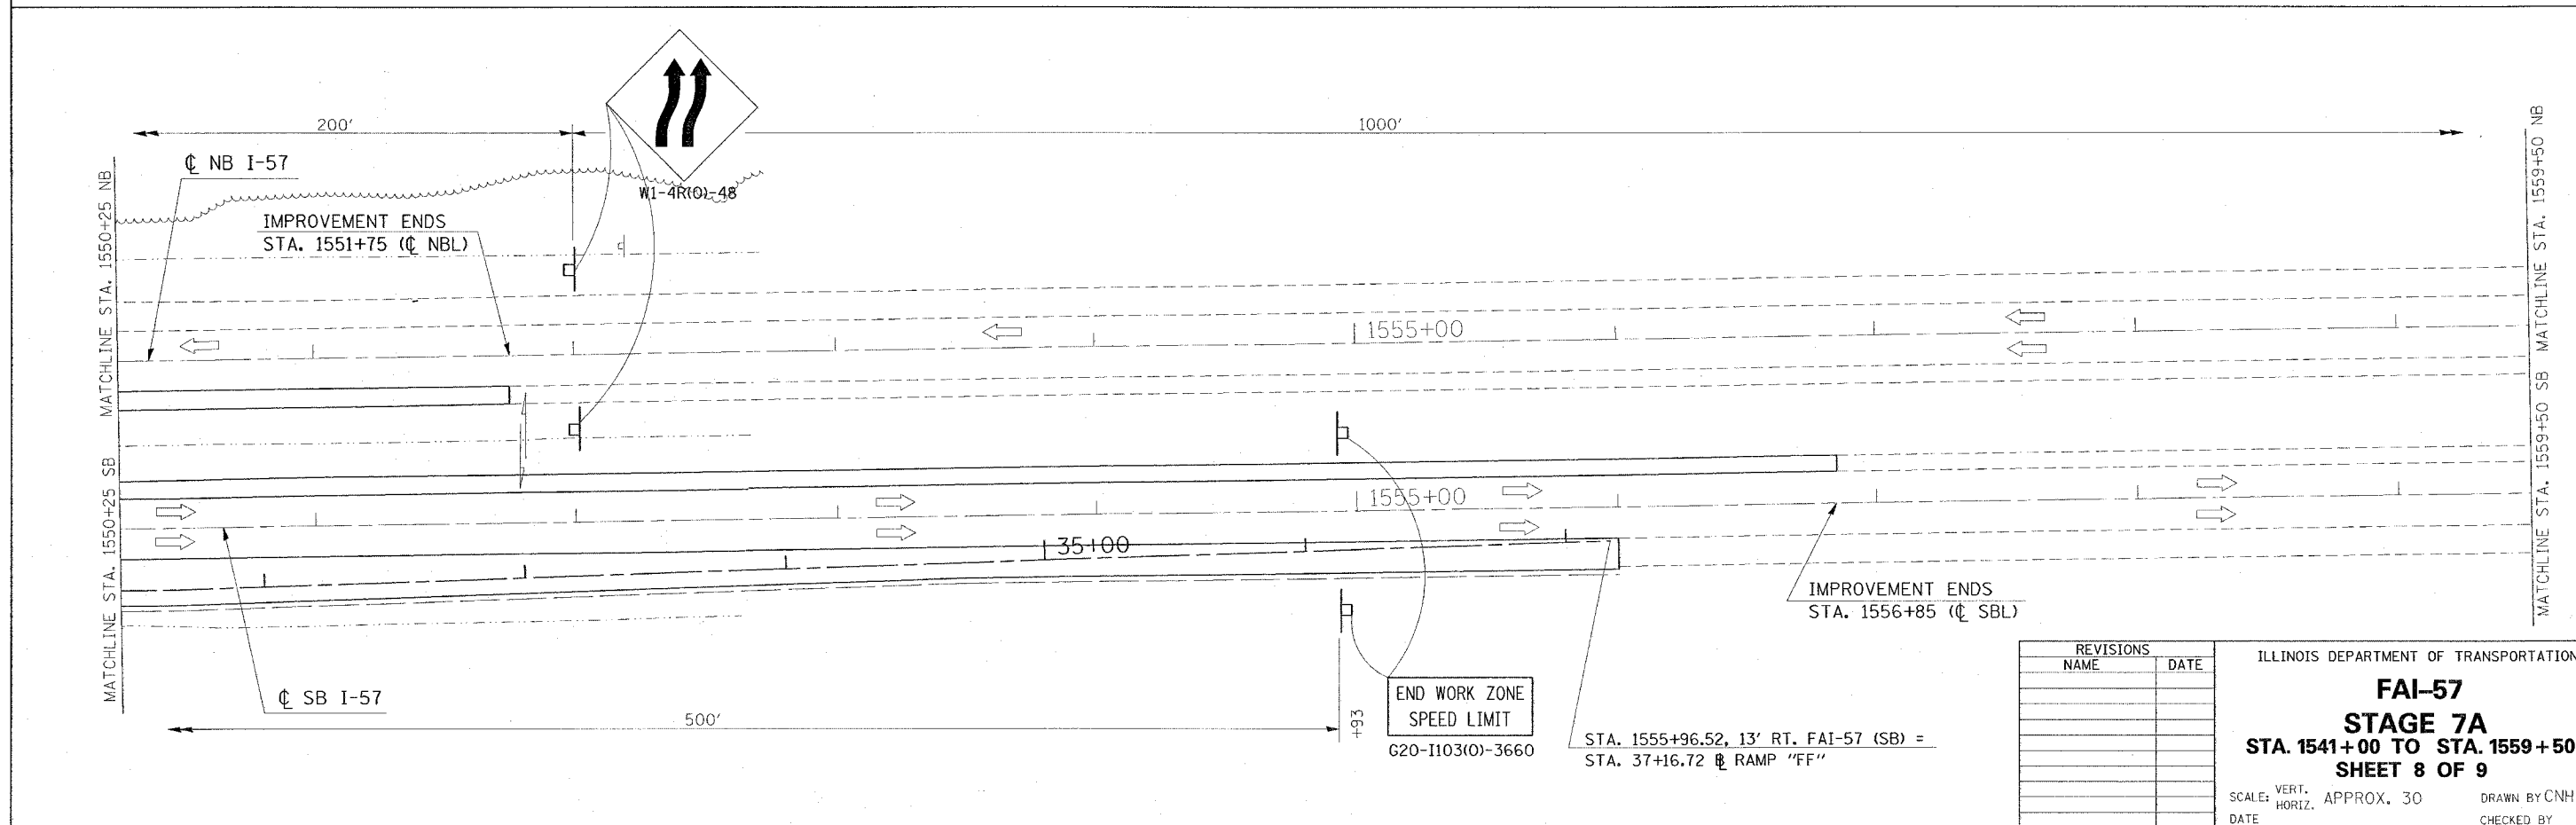 200'
1000'
℄ NB I-57
W1-4R(O)-48
IMPROVEMENT ENDS
STA. 1551+75 (℄ NBL)
MATCHLINE STA. 1550+25 NB
MATCHLINE STA. 1559+50 NB
1555+00
MATCHLINE STA. 1550+25 SB
MATCHLINE STA. 1559+50 SB
1555+00
35+00
IMPROVEMENT ENDS
STA. 1556+85 (℄ SBL)
℄ SB I-57
500'
+93
END WORK ZONE
SPEED LIMIT
G20-I103(O)-3660
STA. 1555+96.52, 13' RT. FAI-57 (SB) =
STA. 37+16.72 ⅊ RAMP "FF"
REVISIONS
NAME DATE
ILLINOIS DEPARTMENT OF TRANSPORTATION
FAI-57
STAGE 7A
STA. 1541+00 TO STA. 1559+50
SHEET 8 OF 9
SCALE: VERT. HORIZ. APPROX. 30 DRAWN BY CNH
DATE CHECKED BY